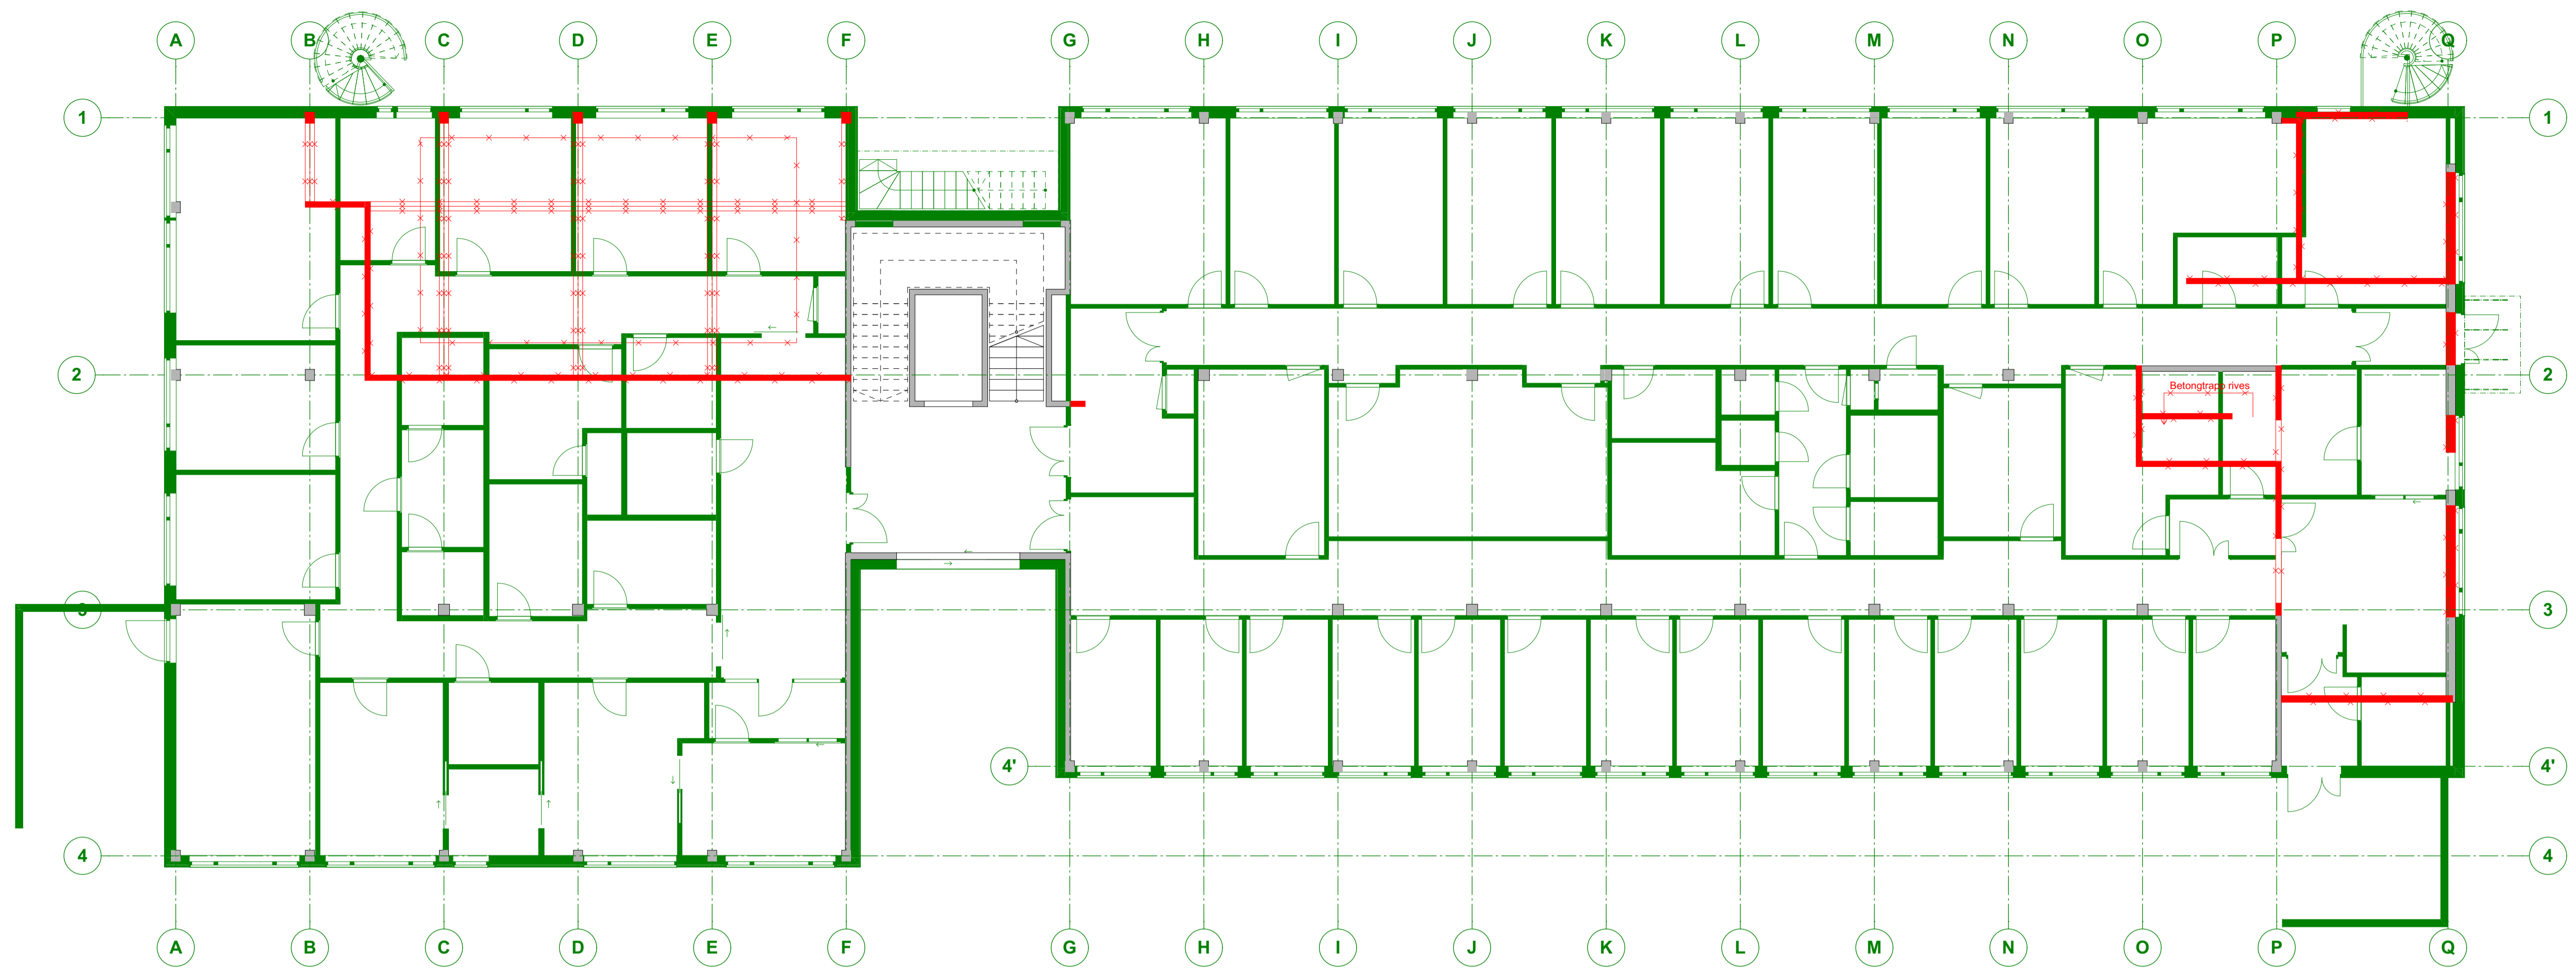 A B C D E F G H I J K L M N O P Q
1 1
2 2
Betongtrapp rives
3 3
4' 4'
4 4
A B C D E F G H I J K L M N O P Q